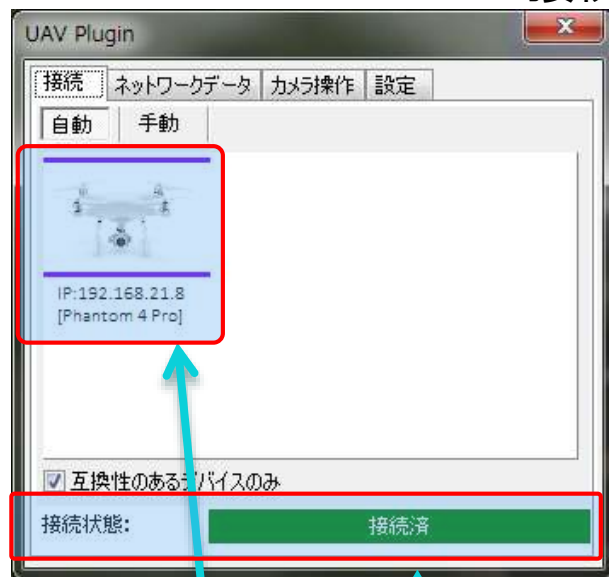 UAV Plugin
接続 ネットワークデータ カメラ操作 設定
自動 手動
IP:192.168.21.8
[Phantom 4 Pro]
互換性のあるデバイスのみ
接続状態: 接続済